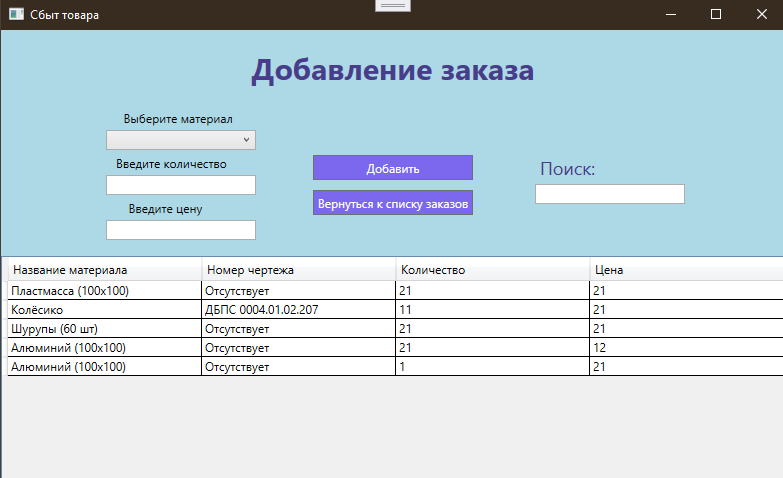 Сбыт товара
Добавление заказа
Выберите материал
Введите количество
Введите цену
Добавить
Вернуться к списку заказов
Поиск:
Название материала Номер чертежа Количество Цена
Пластмасса (100x100) Отсутствует 21 21
Колёсико ДБПС 0004.01.02.207 11 21
Шурупы (60 шт) Отсутствует 21 21
Алюминий (100x100) Отсутствует 21 12
Алюминий (100x100) Отсутствует 1 21